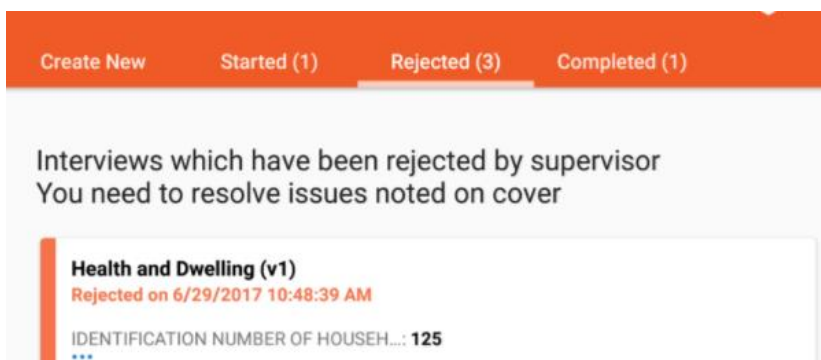 Create New Started (1) Rejected (3) Completed (1)
Interviews which have been rejected by supervisor
You need to resolve issues noted on cover
Health and Dwelling (v1)
Rejected on 6/29/2017 10:48:39 AM
IDENTIFICATION NUMBER OF HOUSEH...: 125